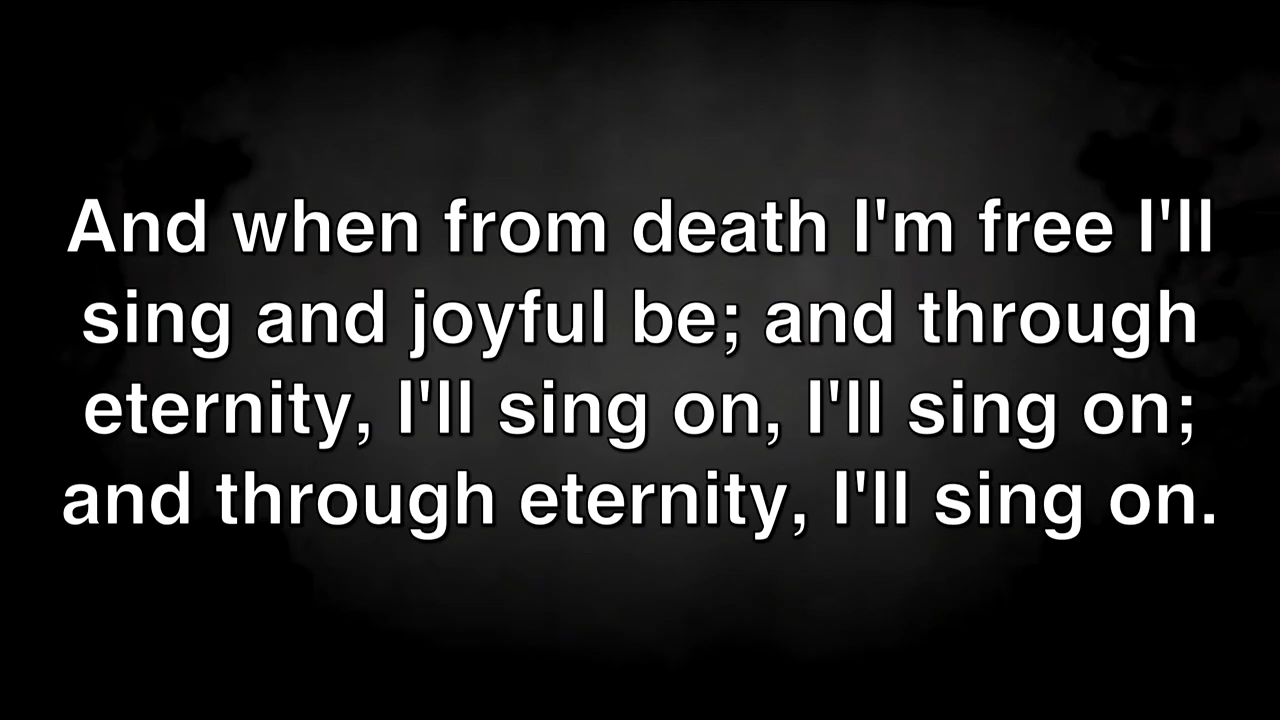 And when from death I'm free I'll
sing and joyful be; and through
eternity, I'll sing on, I'll sing on;
and through eternity, I'll sing on.